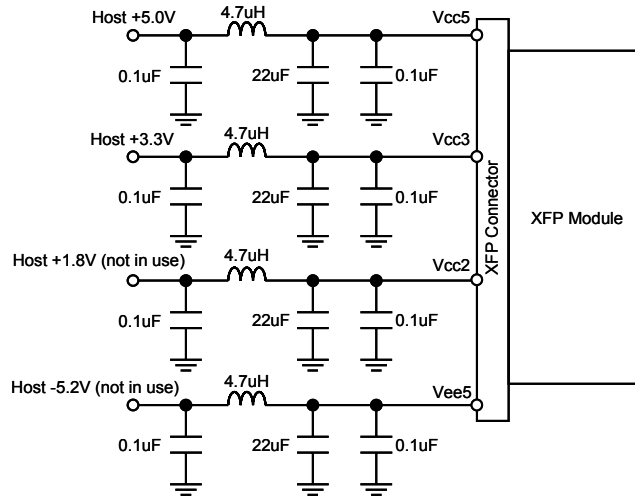 Host +5.0V
4.7uH
Vcc5
0.1uF
22uF
0.1uF
Host +3.3V
4.7uH
Vcc3
0.1uF
22uF
0.1uF
Host +1.8V (not in use)
4.7uH
Vcc2
0.1uF
22uF
0.1uF
Host -5.2V (not in use)
4.7uH
Vee5
0.1uF
22uF
0.1uF
XFP Connector
XFP Module